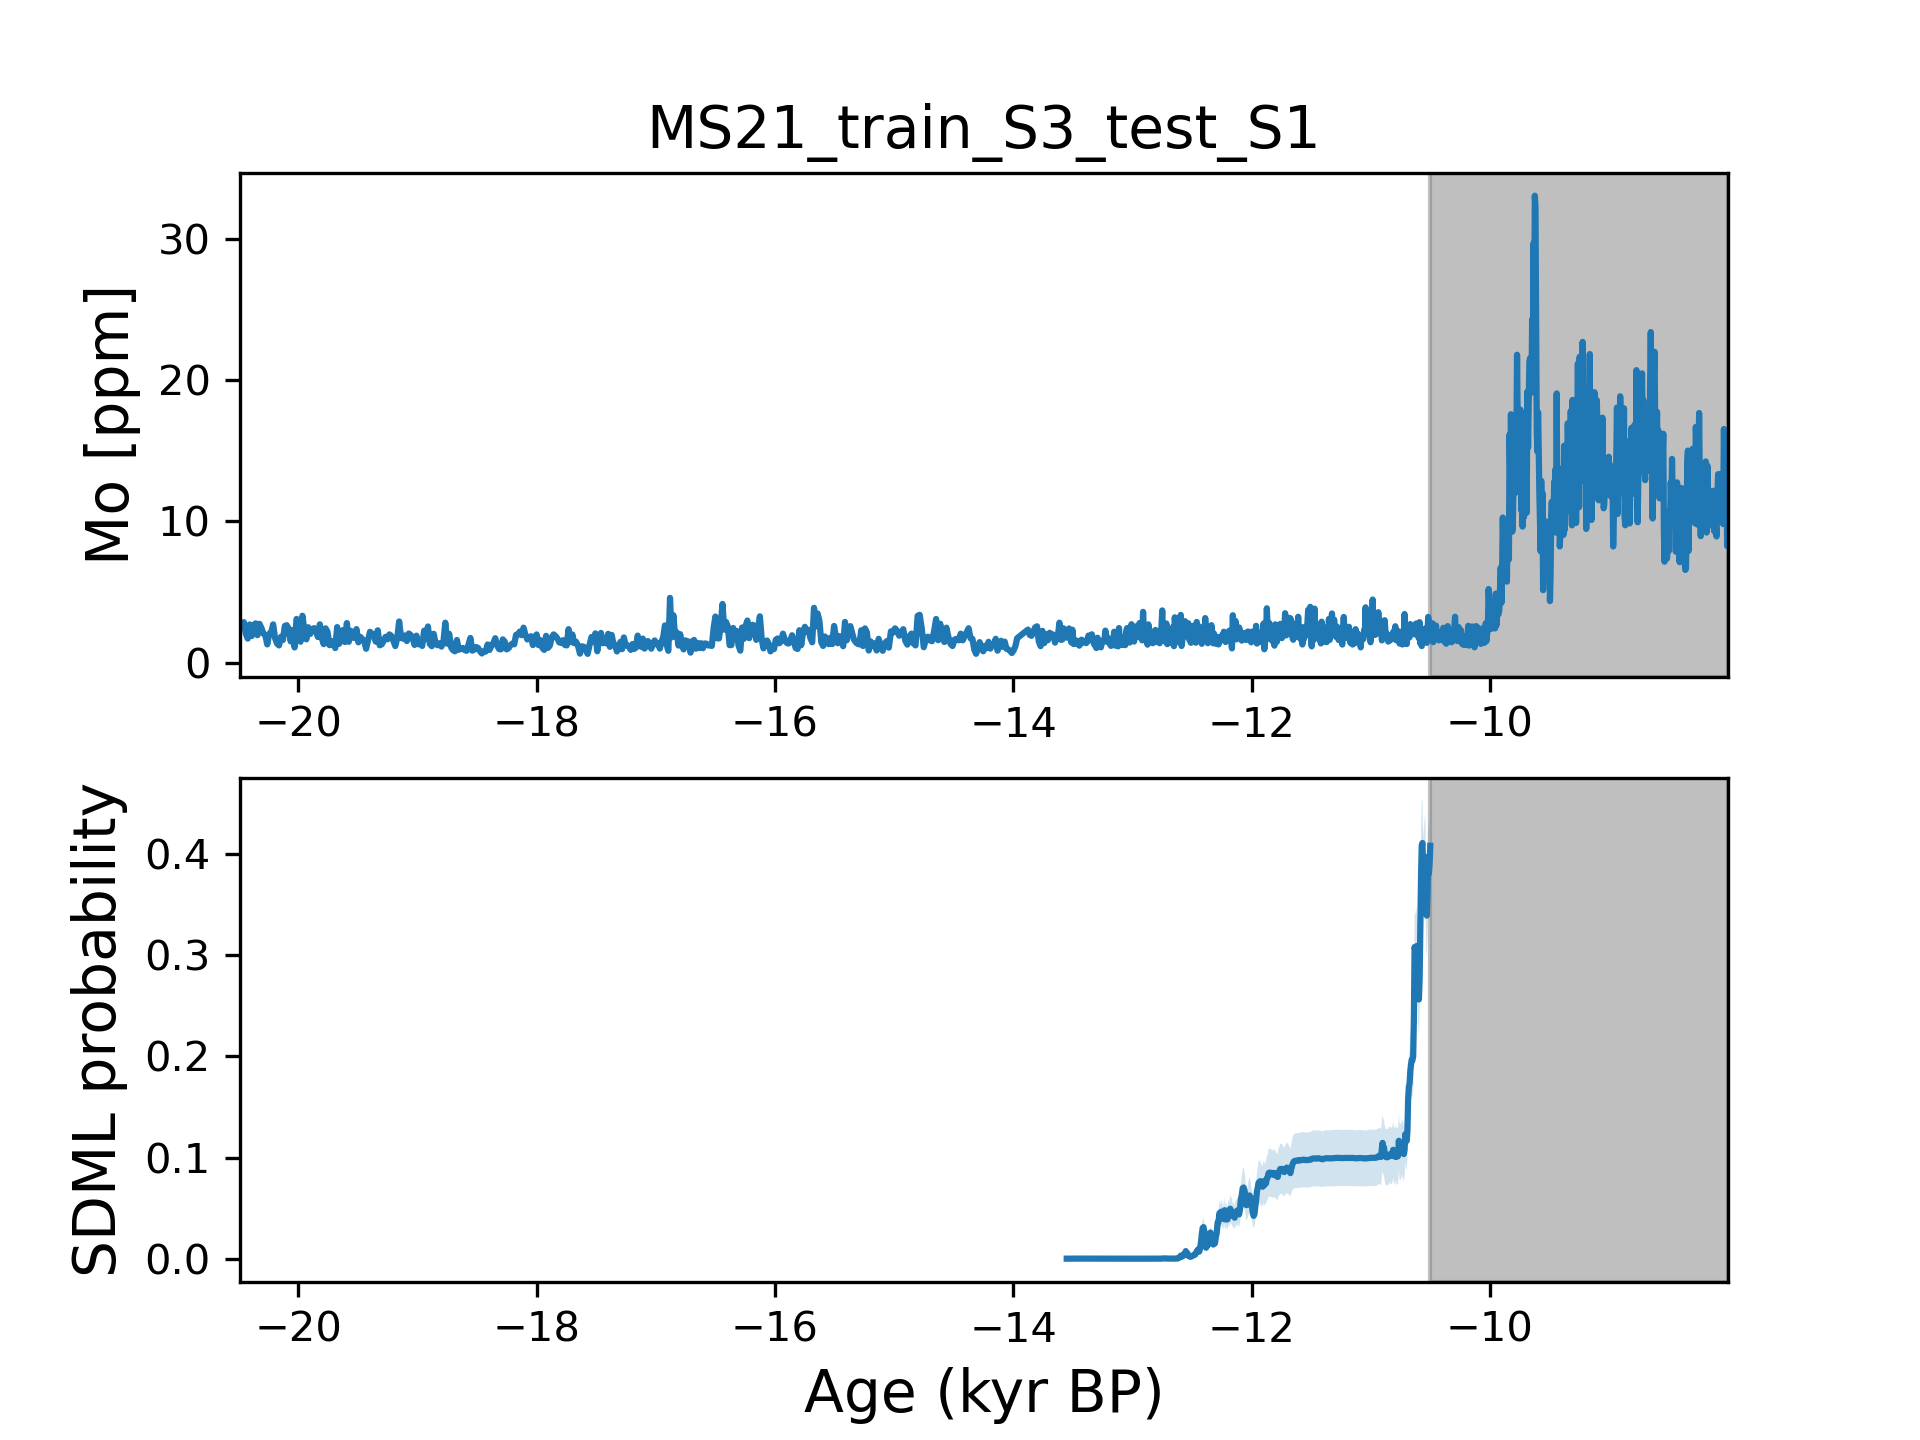 MS21_train_S3_test_S1
Mo [ppm]
30
20
10
0
−20 −18 −16 −14 −12 −10
SDML probability
0.4
0.3
0.2
0.1
0.0
−20 −18 −16 −14 −12 −10
Age (kyr BP)